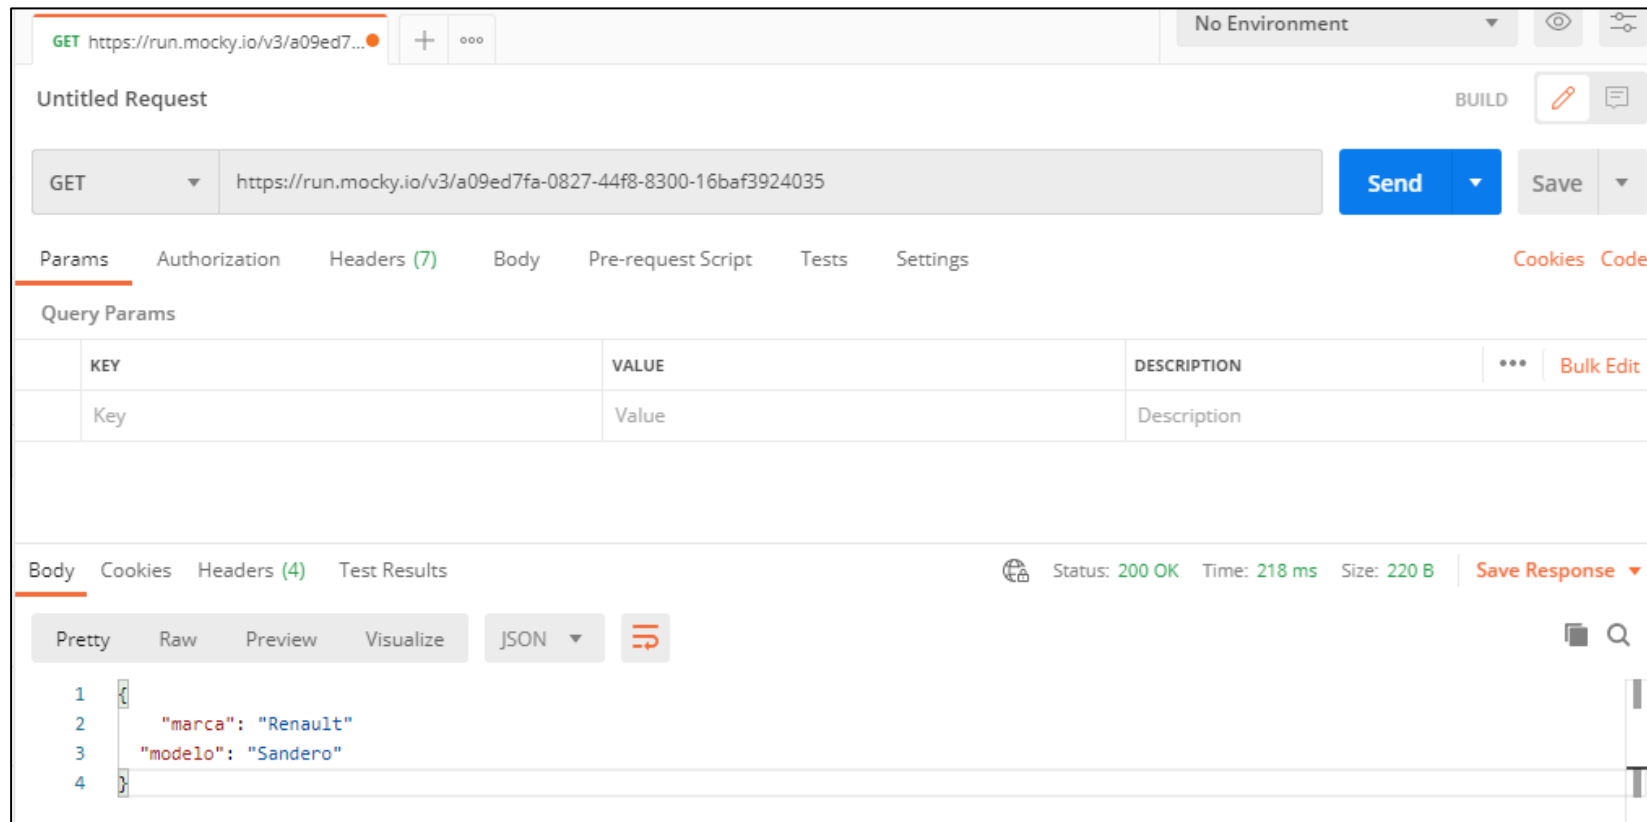 GET https://run.mocky.io/v3/a09ed7...
No Environment
Untitled Request
BUILD
GET https://run.mocky.io/v3/a09ed7fa-0827-44f8-8300-16baf3924035 Send Save
Params Authorization Headers (7) Body Pre-request Script Tests Settings Cookies Code
Query Params
KEY VALUE DESCRIPTION ••• Bulk Edit
Key Value Description
Body Cookies Headers (4) Test Results Status: 200 OK Time: 218 ms Size: 220 B Save Response
Pretty Raw Preview Visualize JSON
1 {
2 "marca": "Renault"
3 "modelo": "Sandero"
4 }